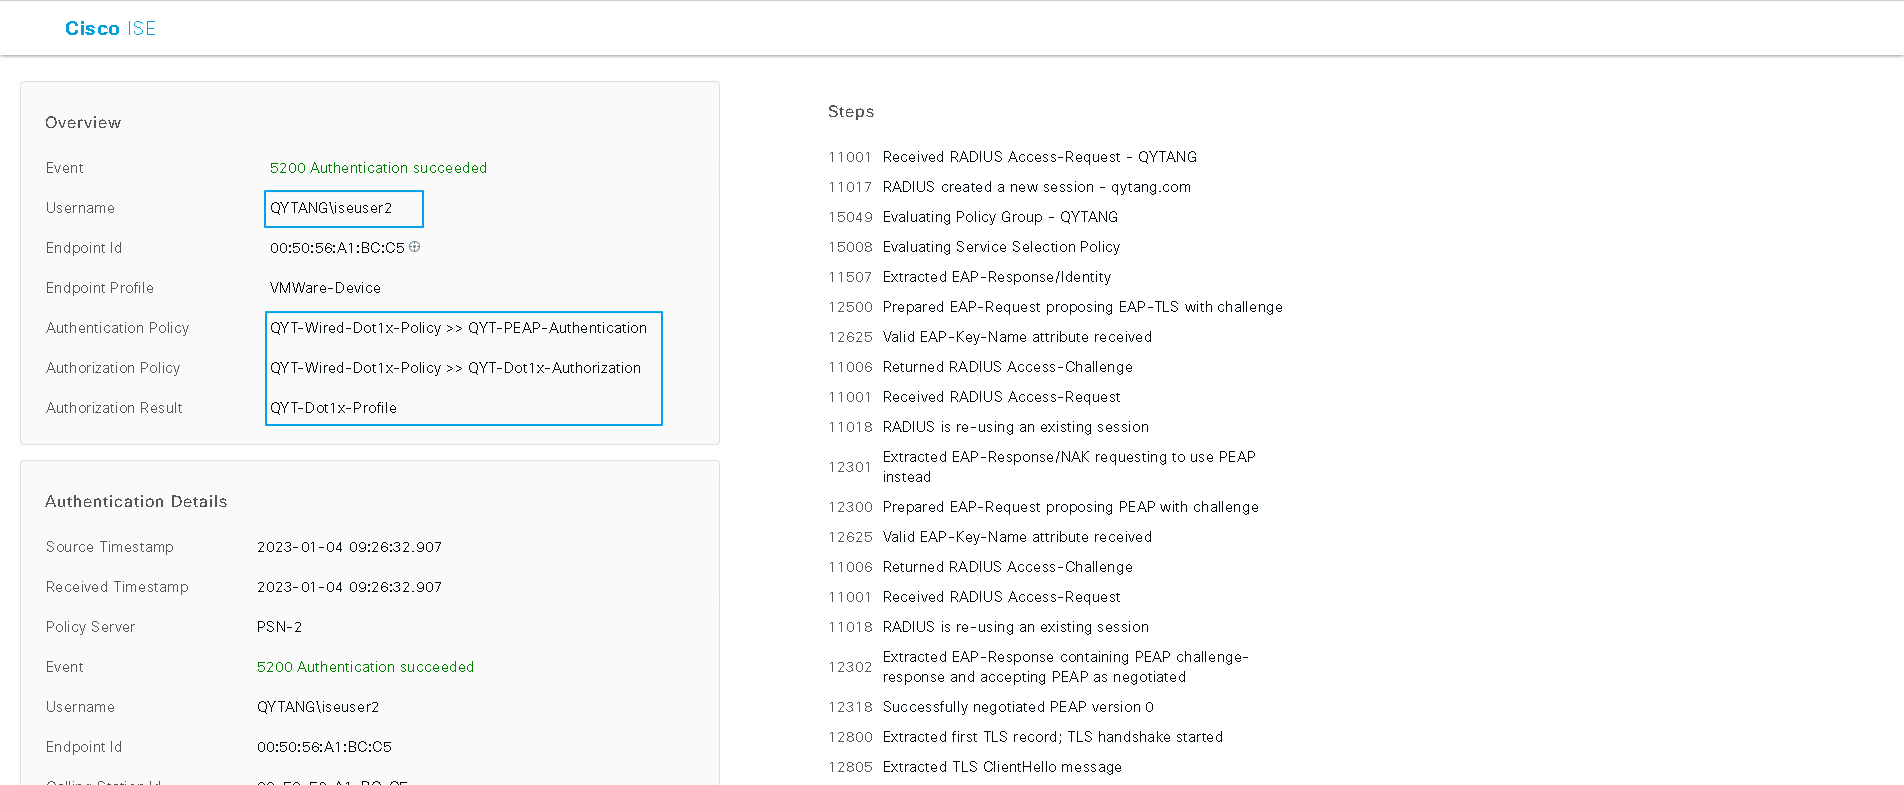 Cisco ISE
Overview
Event 5200 Authentication succeeded
Username QYTANG\iseuser2
Endpoint Id 00:50:56:A1:BC:C5
Endpoint Profile VMWare-Device
Authentication Policy QYT-Wired-Dot1x-Policy >> QYT-PEAP-Authentication
Authorization Policy QYT-Wired-Dot1x-Policy >> QYT-Dot1x-Authorization
Authorization Result QYT-Dot1x-Profile
Authentication Details
Source Timestamp 2023-01-04 09:26:32.907
Received Timestamp 2023-01-04 09:26:32.907
Policy Server PSN-2
Event 5200 Authentication succeeded
Username QYTANG\iseuser2
Endpoint Id 00:50:56:A1:BC:C5
Calling Station Id 00-50-56-A1-BC-C5
Steps
11001 Received RADIUS Access-Request - QYTANG
11017 RADIUS created a new session - qytang.com
15049 Evaluating Policy Group - QYTANG
15008 Evaluating Service Selection Policy
11507 Extracted EAP-Response/Identity
12500 Prepared EAP-Request proposing EAP-TLS with challenge
12625 Valid EAP-Key-Name attribute received
11006 Returned RADIUS Access-Challenge
11001 Received RADIUS Access-Request
11018 RADIUS is re-using an existing session
12301 Extracted EAP-Response/NAK requesting to use PEAP
instead
12300 Prepared EAP-Request proposing PEAP with challenge
12625 Valid EAP-Key-Name attribute received
11006 Returned RADIUS Access-Challenge
11001 Received RADIUS Access-Request
11018 RADIUS is re-using an existing session
12302 Extracted EAP-Response containing PEAP challenge-
response and accepting PEAP as negotiated
12318 Successfully negotiated PEAP version 0
12800 Extracted first TLS record; TLS handshake started
12805 Extracted TLS ClientHello message